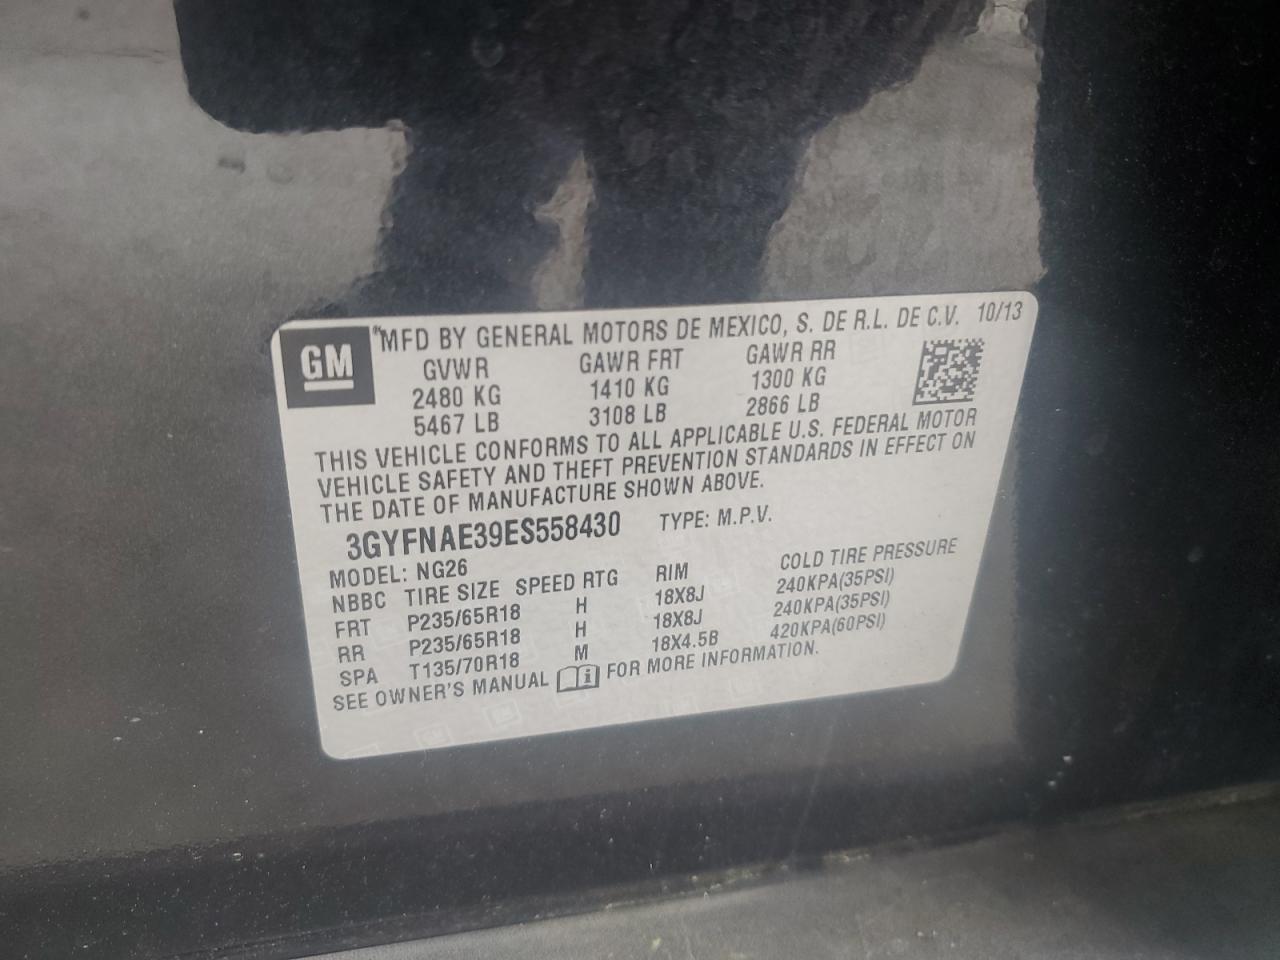 GM
"MFD BY GENERAL MOTORS DE MEXICO, S. DE R.L. DE C.V. 10/13
GVWR GAWR FRT GAWR RR
2480 KG 1410 KG 1300 KG
5467 LB 3108 LB 2866 LB
THIS VEHICLE CONFORMS TO ALL APPLICABLE U.S. FEDERAL MOTOR
VEHICLE SAFETY AND THEFT PREVENTION STANDARDS IN EFFECT ON
THE DATE OF MANUFACTURE SHOWN ABOVE.
3GYFNAE39ES558430 TYPE: M.P.V.
MODEL: NG26
NBBC TIRE SIZE SPEED RTG RIM COLD TIRE PRESSURE
FRT P235/65R18 H 18X8J 240KPA(35PSI)
RR P235/65R18 H 18X8J 240KPA(35PSI)
SPA T135/70R18 M 18X4.5B 420KPA(60PSI)
SEE OWNER'S MANUAL i FOR MORE INFORMATION.